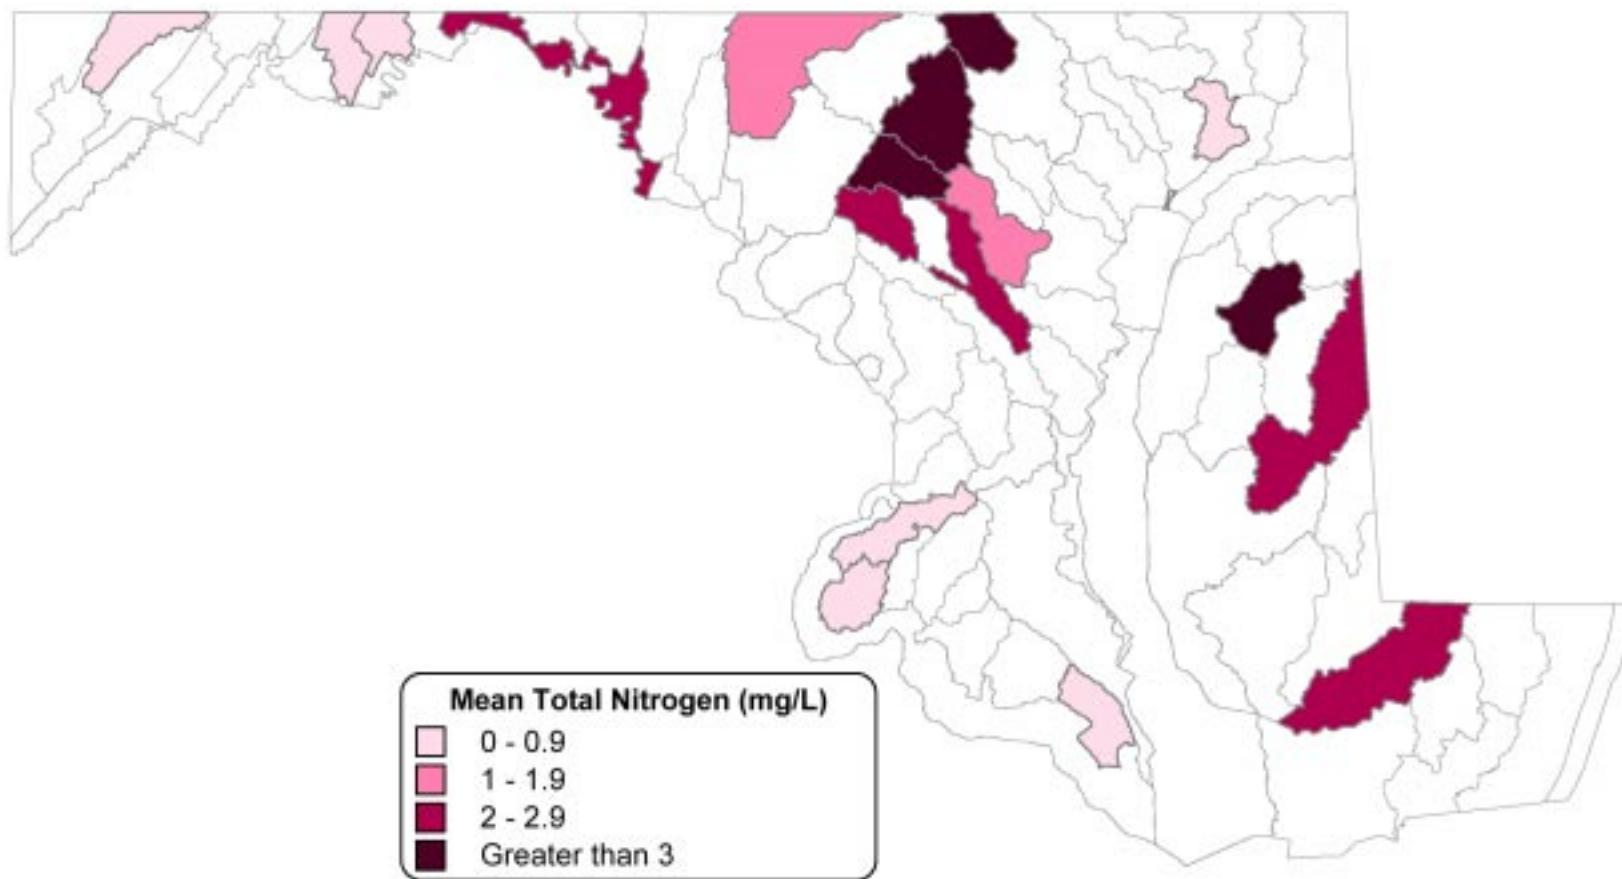 Mean Total Nitrogen (mg/L)
0 - 0.9
1 - 1.9
2 - 2.9
Greater than 3